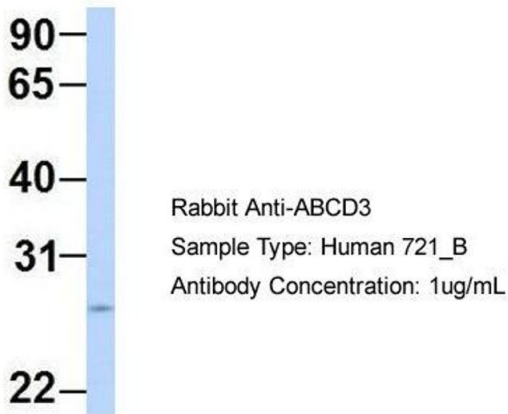 90
65
40
31
22
Rabbit Anti-ABCD3
Sample Type: Human 721_B
Antibody Concentration: 1ug/mL